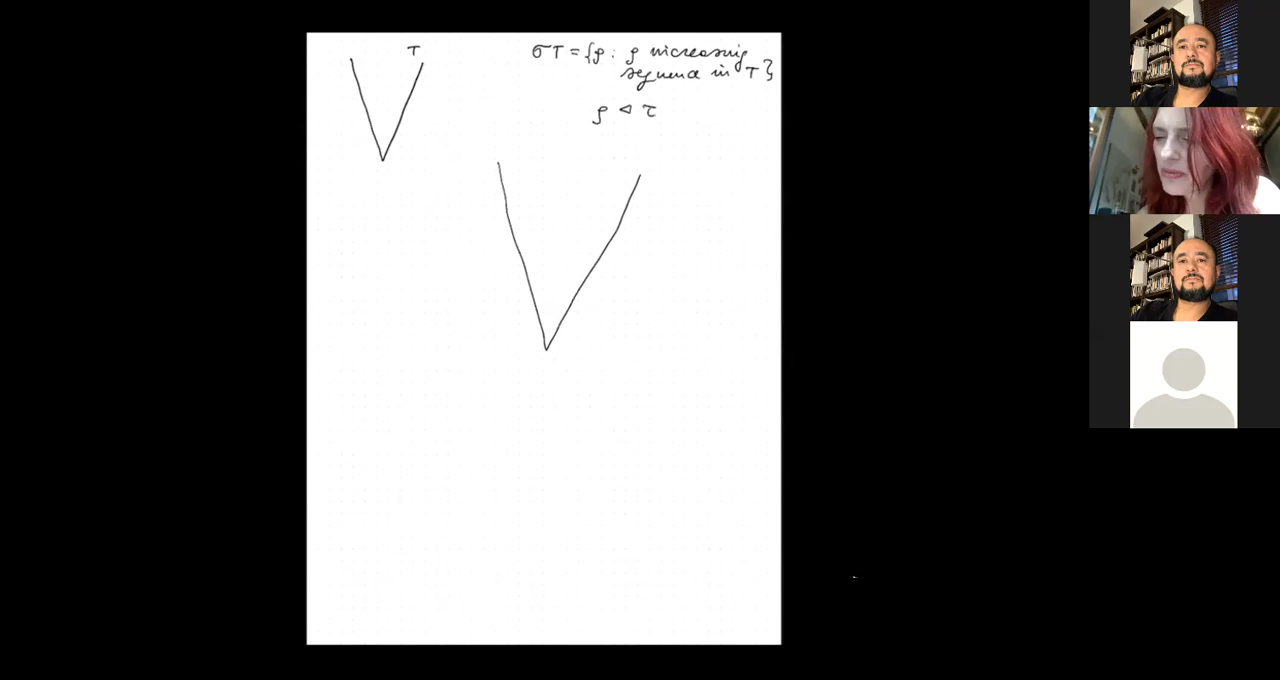 T
σT = {ρ : ρ increasing
sequence in T}
ρ ◁ τ